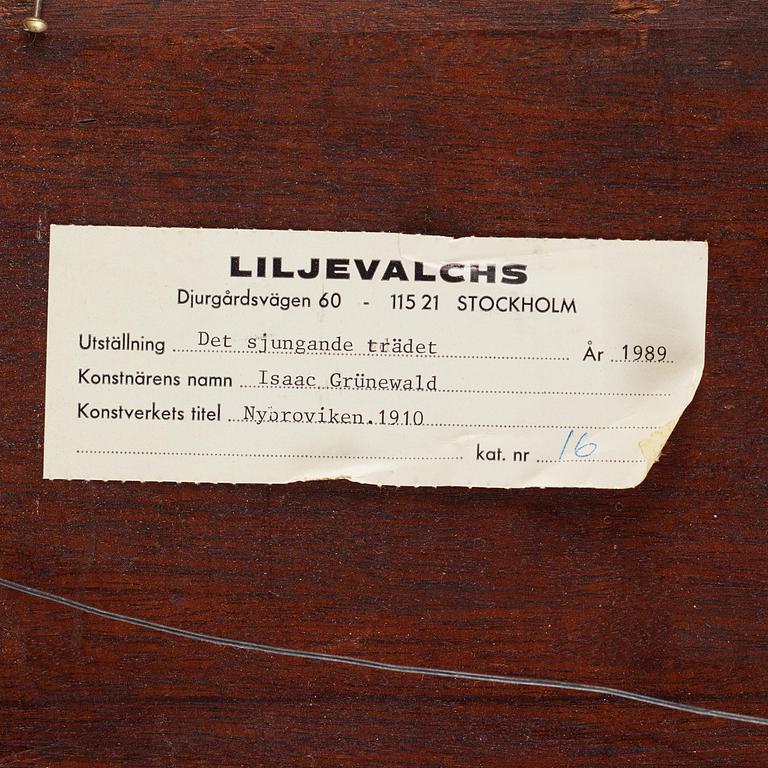 LILJEVALCHS
Djurgårdsvägen 60 - 115 21 STOCKHOLM
Utställning Det sjungande trädet År 1989
Konstnärens namn Isaac Grünewald
Konstverkets titel Nybroviken.1910
kat. nr 16